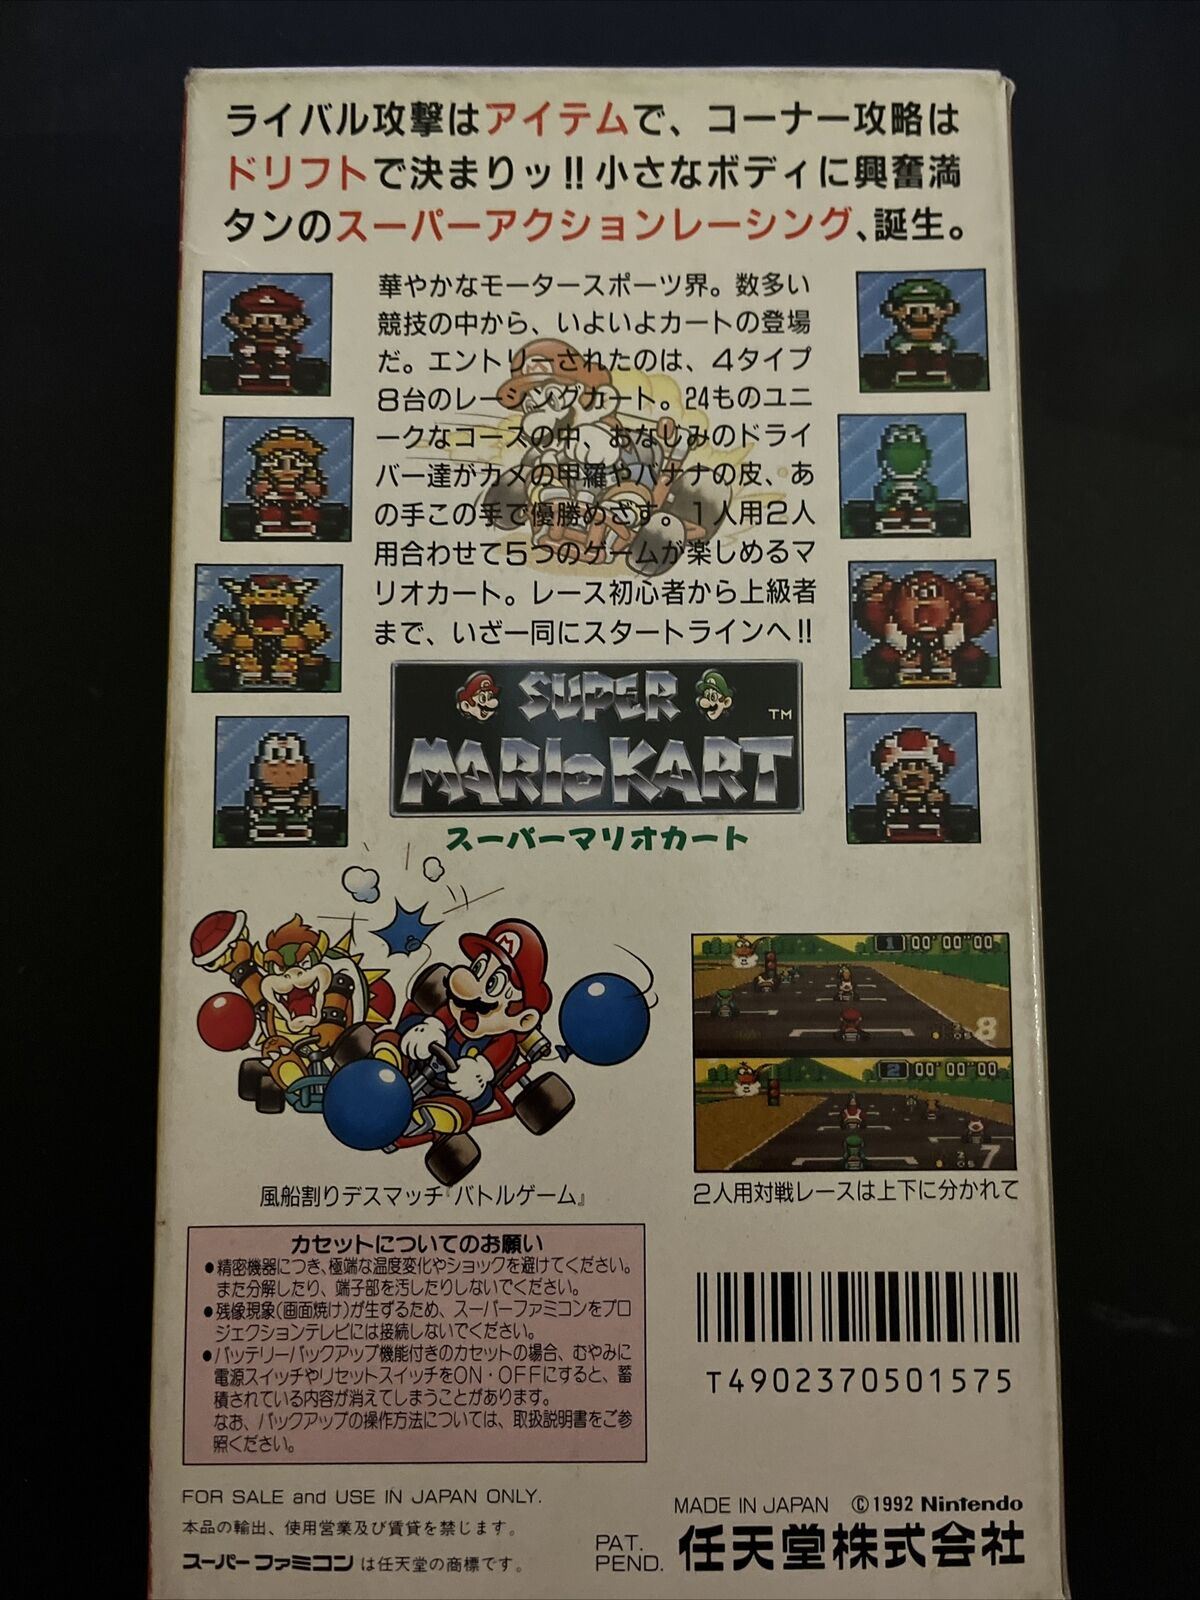 ライバル攻撃はアイテムで、コーナー攻略は
ドリフトで決まりッ!!小さなボディに興奮満
タンのスーパーアクションレーシング、誕生。
華やかなモータースポーツ界。数多い
競技の中から、いよいよカートの登場
だ。エントリーされたのは、4タイプ
8台のレーシングカート。24ものユニ
ークなコースの中、おなじみのドライ
バー達がカメの甲羅やバナナの皮、あ
の手この手で優勝めざす。1人用2人
用合わせて5つのゲームが楽しめるマ
リオカート。レース初心者から上級者
まで、いざ一同にスタートラインへ!!
SUPER
MARIO KART TM
スーパーマリオカート
1 00'00"00
8
2 00'00"00
7
風船割りデスマッチ『バトルゲーム』
2人用対戦レースは上下に分かれて
カセットについてのお願い
●精密機器につき、極端な温度変化やショックを避けてください。
また分解したり、端子部を汚したりしないでください。
●残像現象(画面焼け)が生ずるため、スーパーファミコンをプロ
ジェクションテレビには接続しないでください。
●バッテリーバックアップ機能付きのカセットの場合、むやみに
電源スイッチやリセットスイッチをON・OFFにすると、蓄
積されている内容が消えてしまうことがあります。
なお、バックアップの操作方法については、取扱説明書をご参
照ください。
T4902370501575
FOR SALE and USE IN JAPAN ONLY.
本品の輸出、使用営業及び賃貸を禁じます。
スーパーファミコンは任天堂の商標です。
MADE IN JAPAN ©1992 Nintendo
PAT.
PEND. 任天堂株式会社